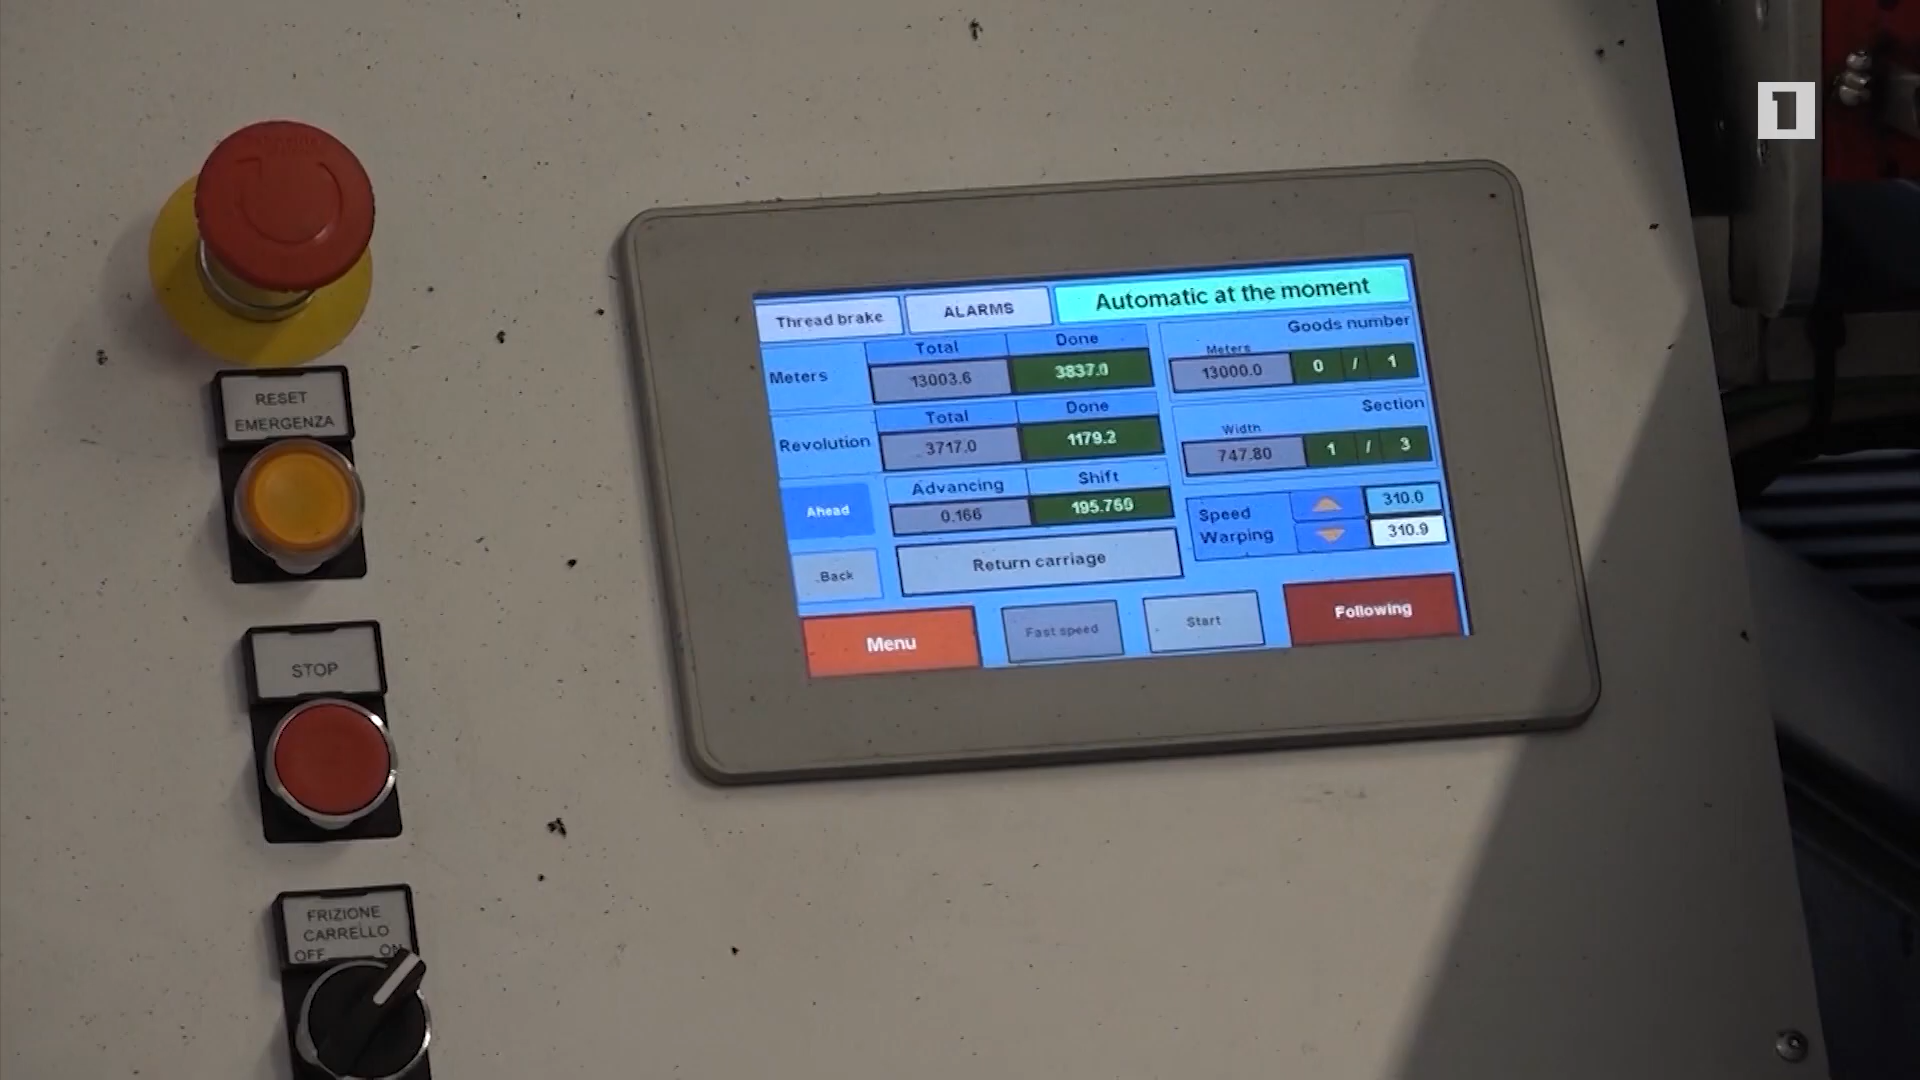 1
RESET
EMERGENZA
STOP
FRIZIONE
CARRELLO
OFF ON
Thread brake
ALARMS
Automatic at the moment
Meters
Total
Done
13003.6
3837.0
Revolution
Total
Done
3717.0
1179.2
Ahead
Advancing
Shift
0.166
195.769
Back
Return carriage
Goods number
Meters
13000.0
0 / 1
Section
Width
747.80
1 / 3
Speed
Warping
310.0
310.9
Menu
Fast speed
Start
Following